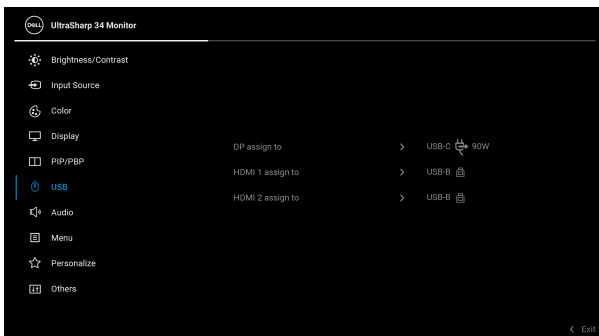 DELL UltraSharp 34 Monitor
Brightness/Contrast
Input Source
Color
Display
DP assign to > USB-C 90W
PIP/PBP
HDMI 1 assign to > USB-B
USB
HDMI 2 assign to > USB-B
Audio
Menu
Personalize
Others
< Exit